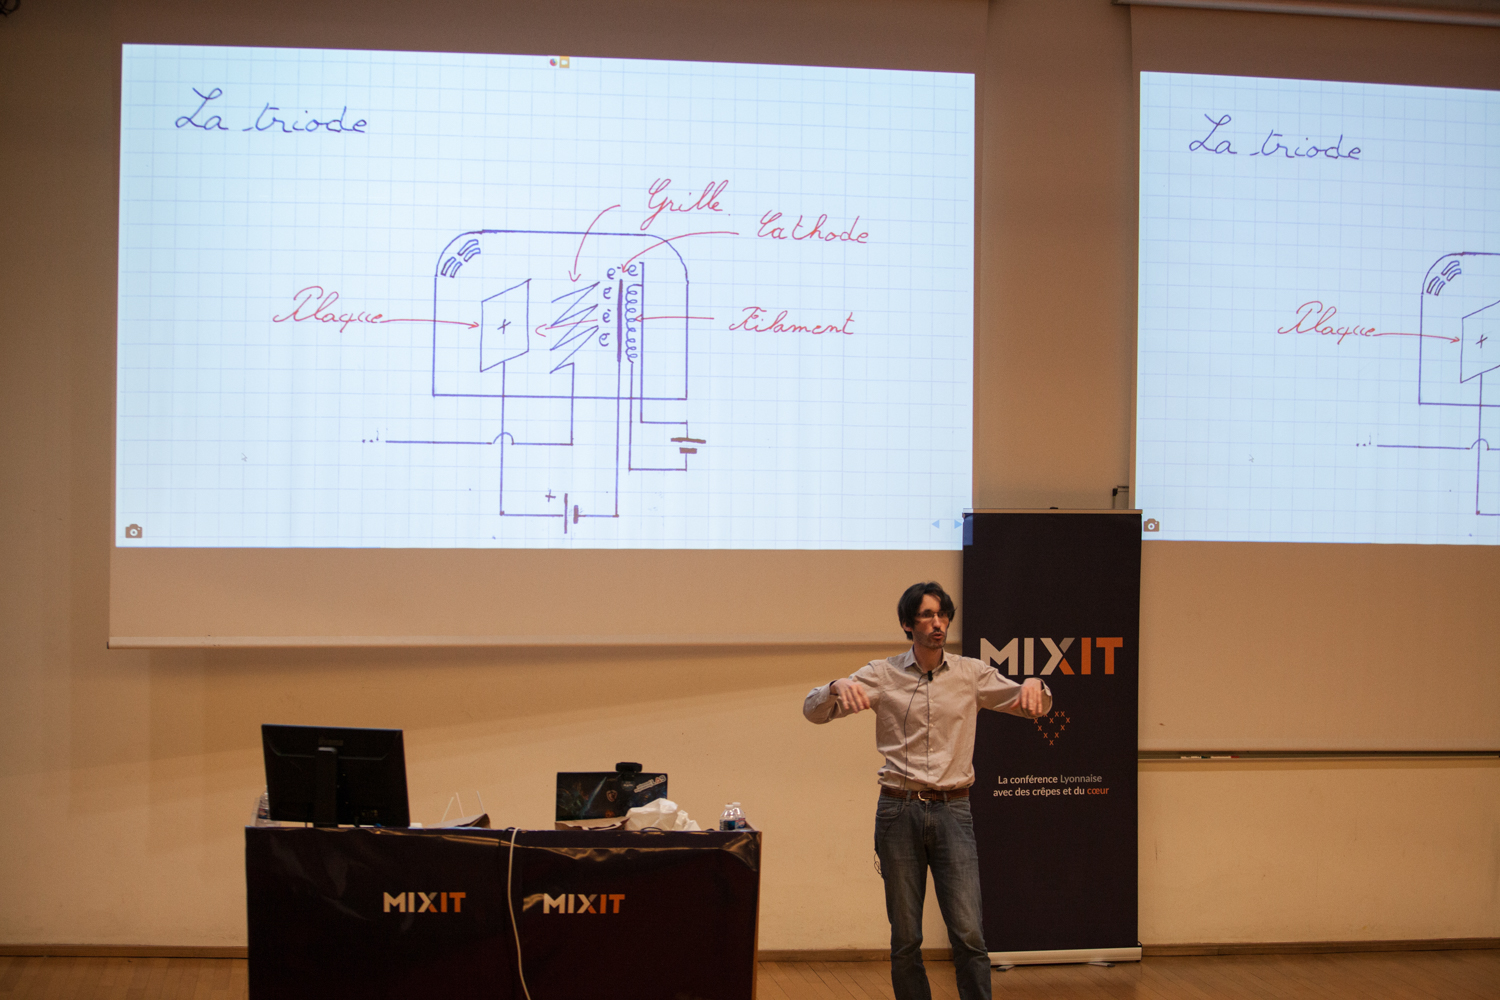 La triode
Grille
Cathode
Plaque
Filament
+
e⁻ e⁻
e⁻
e⁻
e⁻
...
+
La triode
Plaque
+
...
MIXIT
La conférence Lyonnaise
avec des crêpes et du cœur
MIXIT
MIXIT